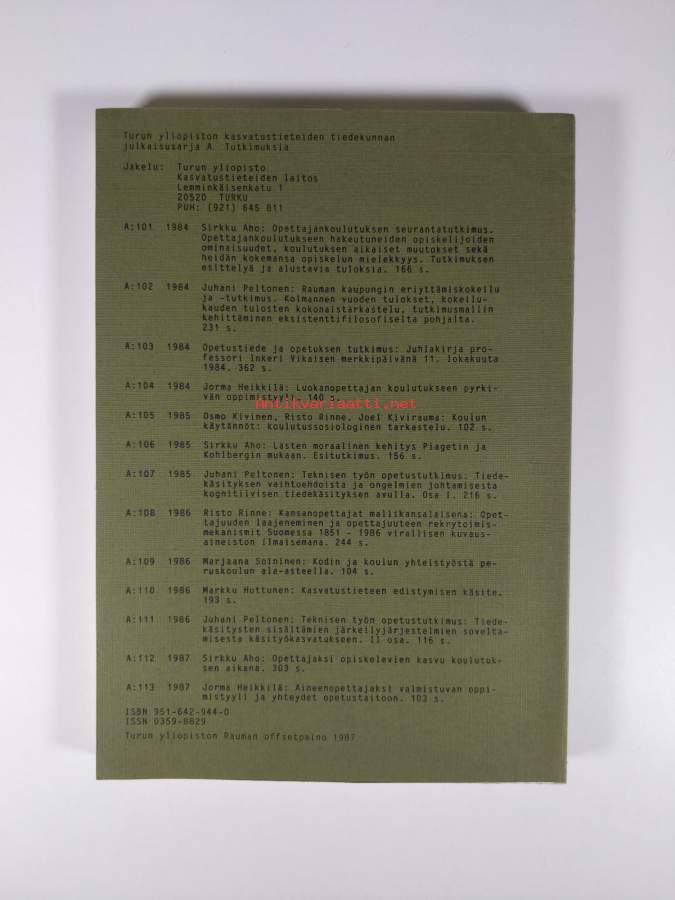 Turun yliopiston kasvatustieteiden tiedekunnan
julkaisusarja A Tutkimuksia
Jakelu: Turun yliopisto
Kasvatustieteiden laitos
Lemminkäisenkatu 1
20520 TURKU
PUH: (921) 645 811
A:101 1984 Sirkku Aho: Opettajankoulutuksen seurantatutkimus.
Opettajankoulutukseen hakeutuneiden opiskelijoiden
ominaisuudet, koulutuksen aikaiset muutokset sekä
heidän kokemansa opiskelun mielekkyys. Tutkimuksen
esittelyä ja alustavia tuloksia. 166 s.
A:102 1984 Juhani Peltonen: Rauman kaupungin eriyttämiskokeilu
ja -tutkimus. Kolmannen vuoden tulokset, kokeilu-
kauden tulosten kokonaistarkastelu, tutkimusmallin
kehittäminen eksistenttifilosofiselta pohjalta.
231 s.
A:103 1984 Opetustiede ja opetuksen tutkimus: Juhlakirja pro-
fessori Inkeri Vikaisen merkkipäivänä 11. lokakuuta
1984. 362 s.
A:104 1984 Jorma Heikkilä: Luokanopettajan koulutukseen pyrki-
vän oppimistyyli. 140 s.
antikvariaatti.net
A:105 1985 Osmo Kivinen, Risto Rinne, Joel Kivirauma: Koulun
käytännöt: koulutussosiologinen tarkastelu. 102 s.
A:106 1985 Sirkku Aho: Lasten moraalinen kehitys Piagetin ja
Kohlbergin mukaan. Esitutkimus. 156 s.
A:107 1985 Juhani Peltonen: Teknisen työn opetustutkimus: Tiede-
käsityksen vaihtoehdoista ja ongelmien johtamisesta
kognitiivisen tiedekäsityksen avulla. Osa I. 216 s.
A:108 1986 Risto Rinne: Kansanopettajat mallikansalaisena: Opet-
tajuuden laajeneminen ja opettajuuteen rekrytoimis-
mekanismit Suomessa 1851 - 1986 virallisen kuvaus-
aineiston ilmaisemana. 244 s.
A:109 1986 Marjaana Soininen: Kodin ja koulun yhteistyöstä pe-
ruskoulun ala-asteella. 104 s.
A:110 1986 Markku Huttunen: Kasvatustieteen edistymisen käsite.
193 s.
A:111 1986 Juhani Peltonen: Teknisen työn opetustutkimus: Tiede-
käsitysten sisältämien järkeilyjärjestelmien sovelta-
misesta käsityökasvatukseen. II osa. 116 s.
A:112 1987 Sirkku Aho: Opettajaksi opiskelevien kasvu koulutuk-
sen aikana. 303 s.
A:113 1987 Jorma Heikkilä: Aineenopettajaksi valmistuvan oppi-
mistyyli ja yhteydet opetustaitoon. 103 s.
ISBN 951-642-944-0
ISSN 0359-8829
Turun yliopiston Rauman offsetpaino 1987